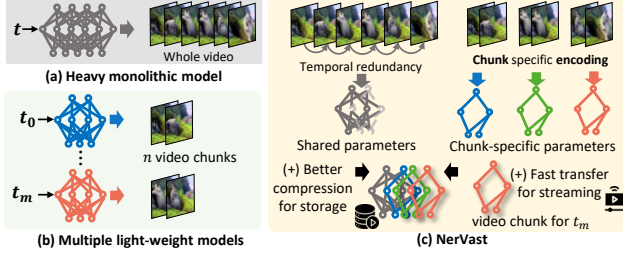 t
Whole video
(a) Heavy monolithic model
t0
n video chunks
tm
(b) Multiple light-weight models
Temporal redundancy
Chunk specific encoding
Shared parameters
Chunk-specific parameters
(+) Better
compression
for storage
(+) Fast transfer
for streaming
video chunk for tm
(c) NerVast